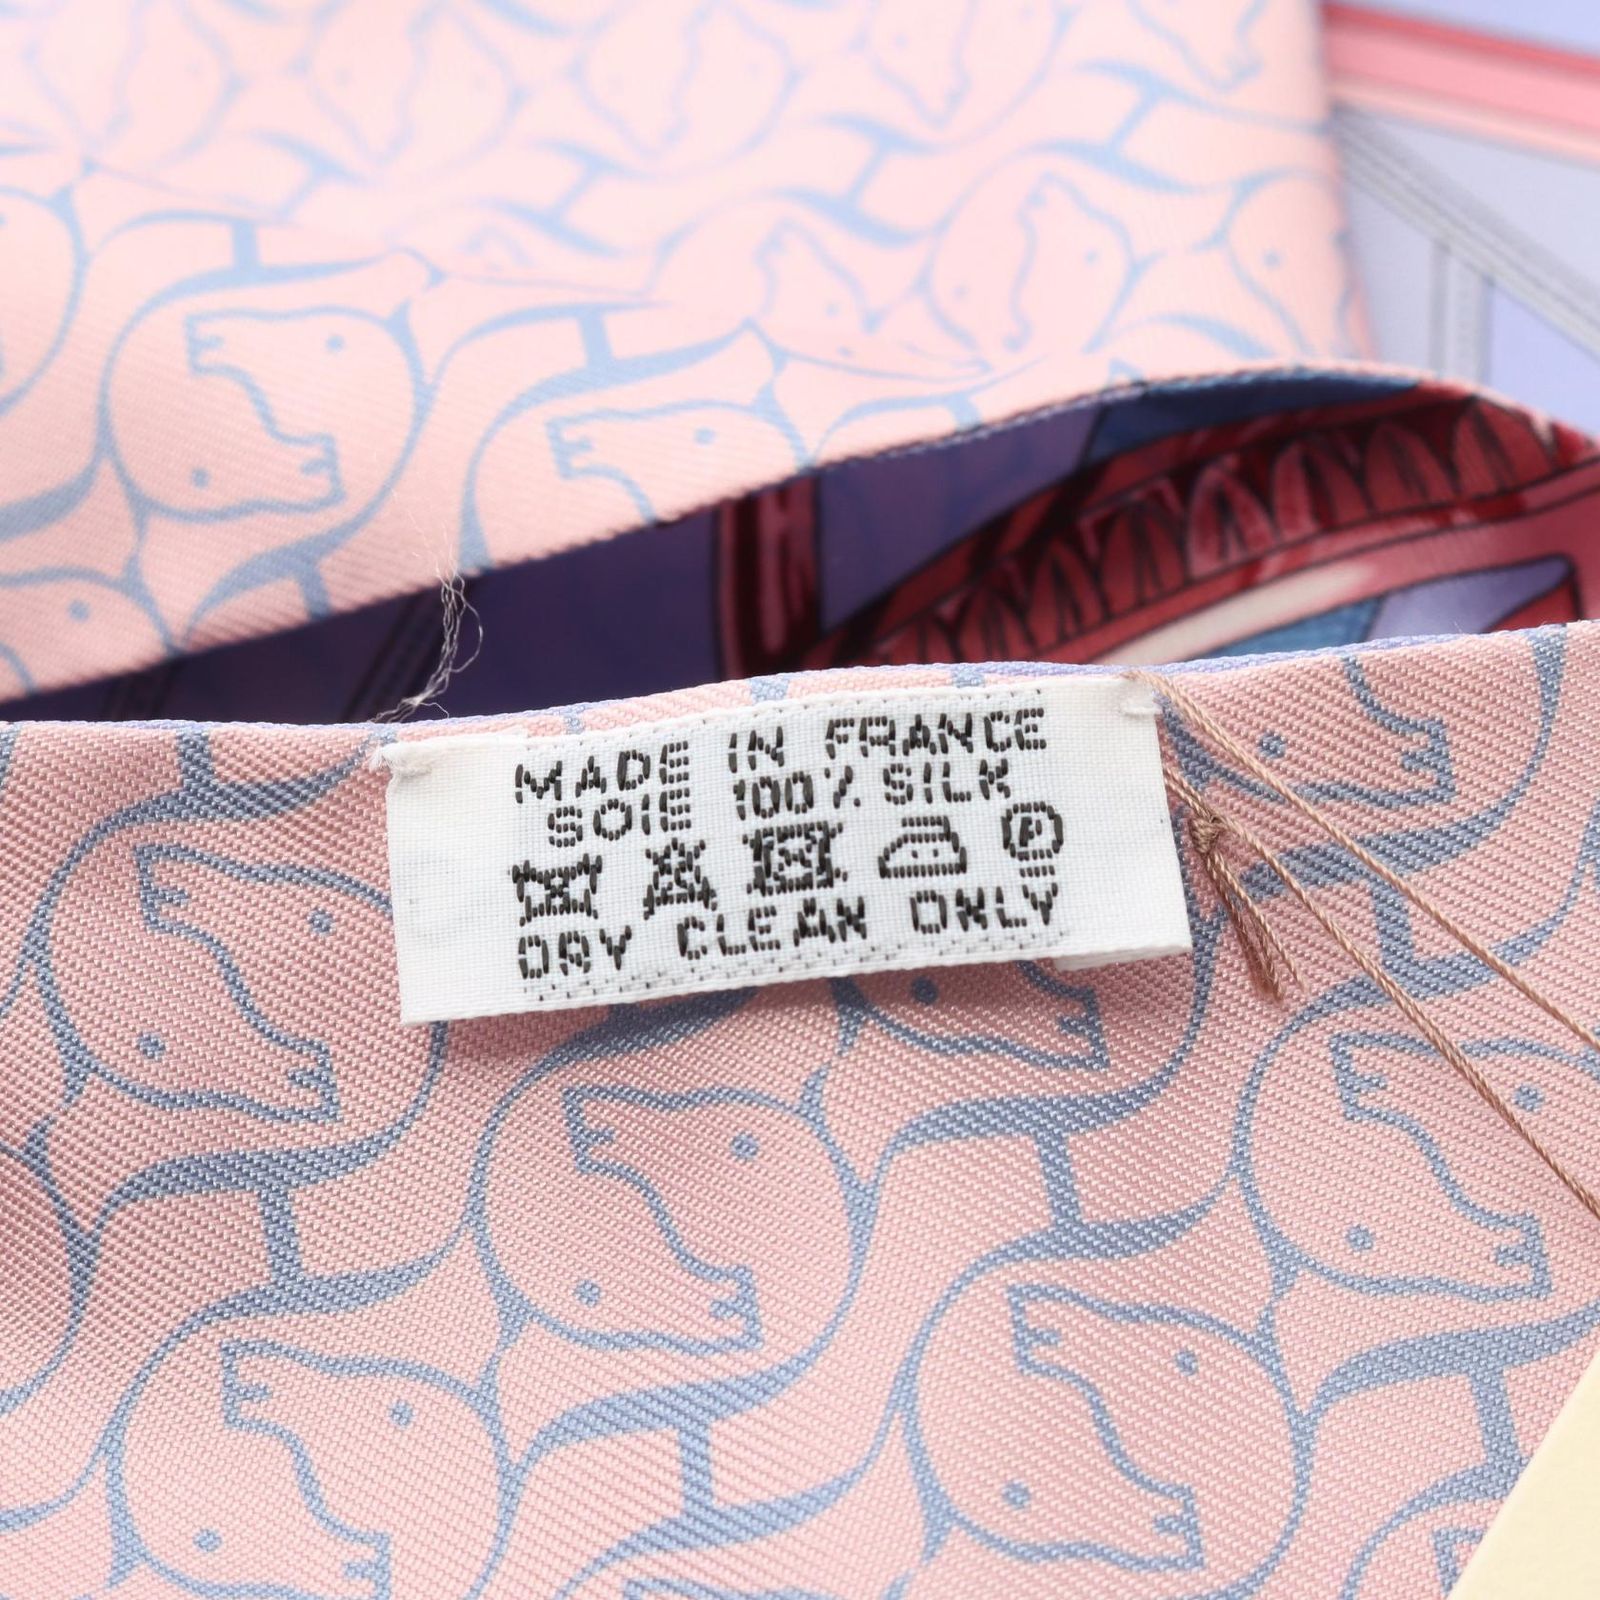 MADE IN FRANCE
SOIE 100% SILK
P
DRY CLEAN ONLY